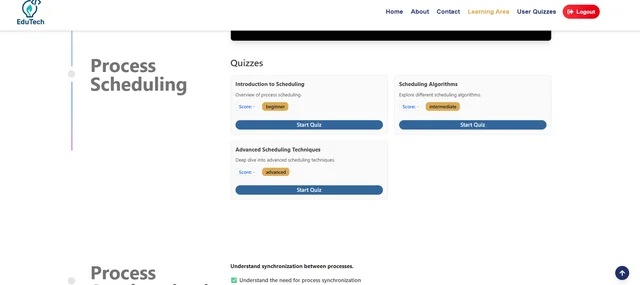 EduTech
Home About Contact Learning Area User Quizzes Logout
Process
Scheduling
Quizzes
Introduction to Scheduling
Overview of process scheduling.
Score: - beginner
Start Quiz
Scheduling Algorithms
Explore different scheduling algorithms.
Score: - intermediate
Start Quiz
Advanced Scheduling Techniques
Deep dive into advanced scheduling techniques.
Score: - advanced
Start Quiz
Process
Understand synchronization between processes.
✅ Understand the need for process synchronization